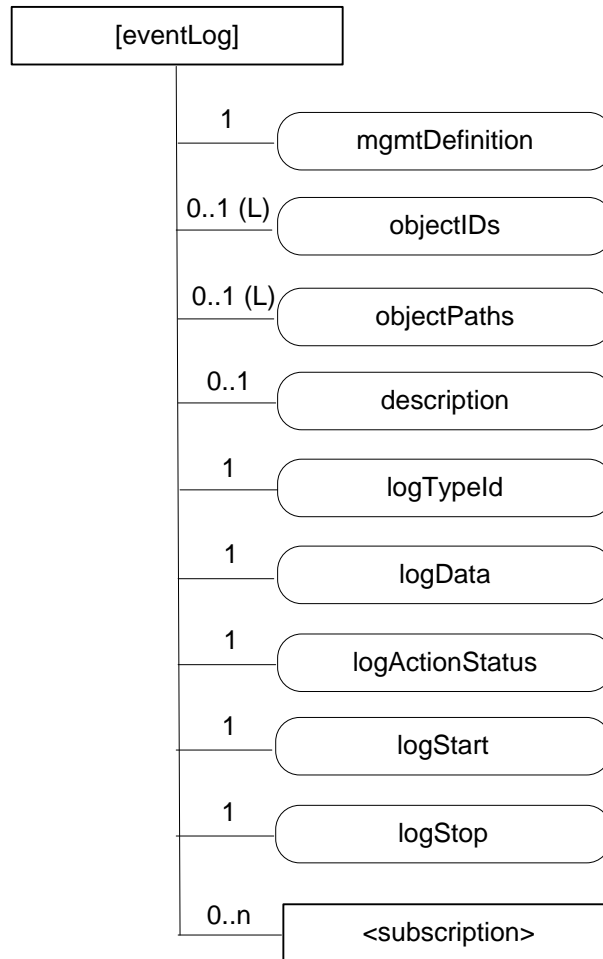 [eventLog]
1
mgmtDefinition
0..1 (L)
objectIDs
0..1 (L)
objectPaths
0..1
description
1
logTypeId
1
logData
1
logActionStatus
1
logStart
1
logStop
0..n
<subscription>